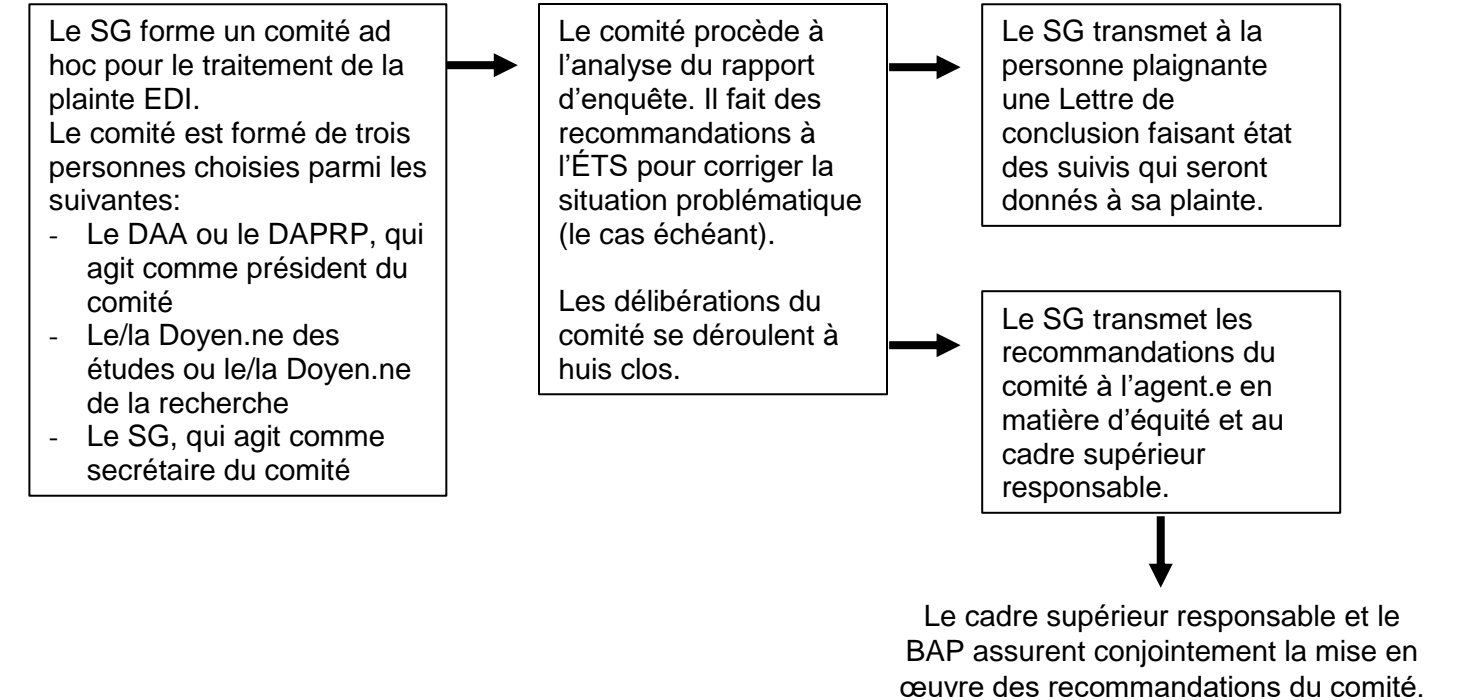 Le SG forme un comité ad
hoc pour le traitement de la
plainte EDI.
Le comité est formé de trois
personnes choisies parmi les
suivantes:
- Le DAA ou le DAPRP, qui
agit comme président du
comité
- Le/la Doyen.ne des
études ou le/la Doyen.ne
de la recherche
- Le SG, qui agit comme
secrétaire du comité
Le comité procède à
l’analyse du rapport
d’enquête. Il fait des
recommandations à
l’ÉTS pour corriger la
situation problématique
(le cas échéant).
Les délibérations du
comité se déroulent à
huis clos.
Le SG transmet à la
personne plaignante
une Lettre de
conclusion faisant état
des suivis qui seront
donnés à sa plainte.
Le SG transmet les
recommandations du
comité à l’agent.e en
matière d’équité et au
cadre supérieur
responsable.
Le cadre supérieur responsable et le
BAP assurent conjointement la mise en
œuvre des recommandations du comité.